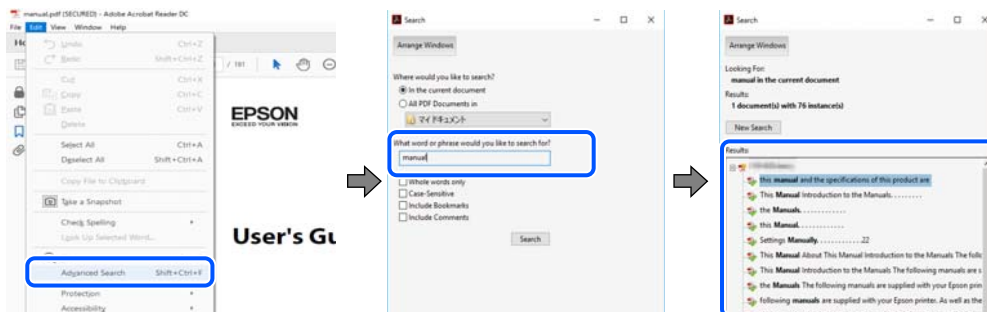 manual.pdf (SECURED) - Adobe Acrobat Reader DC
File Edit View Window Help
Undo Ctrl+Z
Redo Shift+Ctrl+Z
Cut Ctrl+X
Copy Ctrl+C
Paste Ctrl+V
Delete
Select All Ctrl+A
Deselect All Shift+Ctrl+A
Copy File to Clipboard
Take a Snapshot
Check Spelling
Look Up Selected Word...
Advanced Search Shift+Ctrl+F
Protection
Accessibility
/ 191
EPSON
EXCEED YOUR VISION
User's Gu
Search
Arrange Windows
Where would you like to search?
In the current document
All PDF Documents in
マイ ドキュメント
What word or phrase would you like to search for?
manual
Whole words only
Case-Sensitive
Include Bookmarks
Include Comments
Search
Search
Arrange Windows
Looking For:
manual in the current document
Results:
1 document(s) with 76 instance(s)
New Search
Results
this manual and the specifications of this product are
This Manual Introduction to the Manuals. . . . . . . . .
the Manuals. . . . . . . . . . . . .
this Manual. . . . . . . . . . . . .
Settings Manually. . . . . . . . . . . . .22
This Manual About This Manual Introduction to the Manuals The follo
This Manual Introduction to the Manuals The following manuals are s
the Manuals The following manuals are supplied with your Epson prin
following manuals are supplied with your Epson printer. As well as the